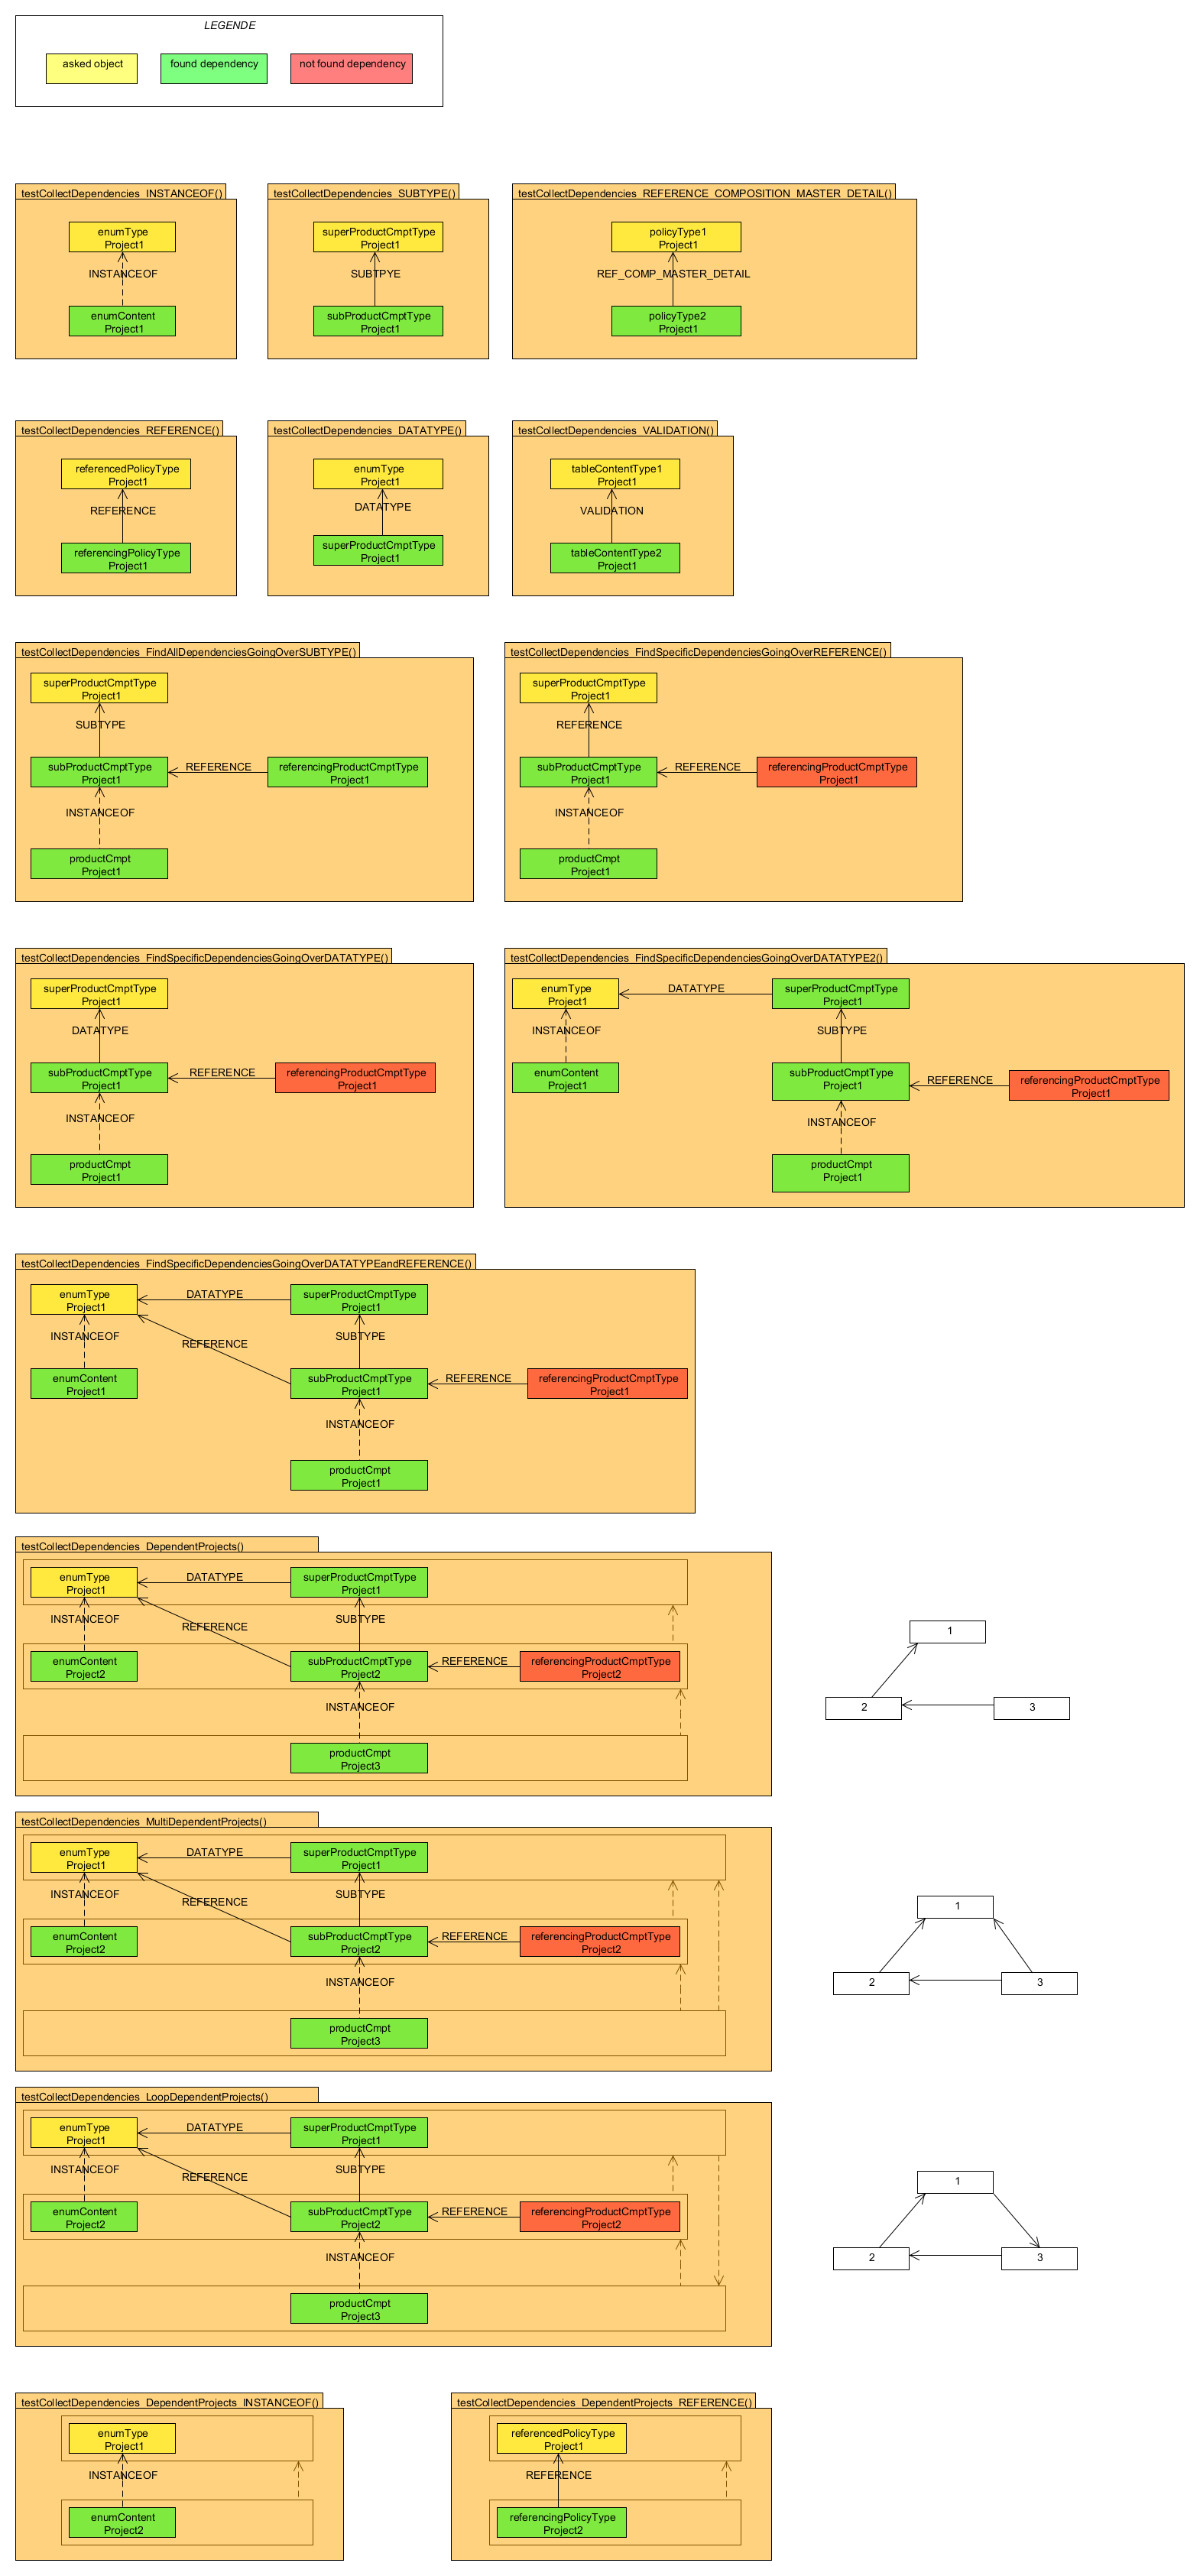 LEGENDE
asked object
found dependency
not found dependency
testCollectDependencies_INSTANCEOF()
enumType
Project1
INSTANCEOF
enumContent
Project1
testCollectDependencies_SUBTYPE()
superProductCmptType
Project1
SUBTPYE
subProductCmptType
Project1
testCollectDependencies_REFERENCE_COMPOSITION_MASTER_DETAIL()
policyType1
Project1
REF_COMP_MASTER_DETAIL
policyType2
Project1
testCollectDependencies_REFERENCE()
referencedPolicyType
Project1
REFERENCE
referencingPolicyType
Project1
testCollectDependencies_DATATYPE()
enumType
Project1
DATATYPE
superProductCmptType
Project1
testCollectDependencies_VALIDATION()
tableContentType1
Project1
VALIDATION
tableContentType2
Project1
testCollectDependencies_FindAllDependenciesGoingOverSUBTYPE()
superProductCmptType
Project1
SUBTYPE
subProductCmptType
Project1
REFERENCE
referencingProductCmptType
Project1
INSTANCEOF
productCmpt
Project1
testCollectDependencies_FindSpecificDependenciesGoingOverREFERENCE()
superProductCmptType
Project1
REFERENCE
subProductCmptType
Project1
REFERENCE
referencingProductCmptType
Project1
INSTANCEOF
productCmpt
Project1
testCollectDependencies_FindSpecificDependenciesGoingOverDATATYPE()
superProductCmptType
Project1
DATATYPE
subProductCmptType
Project1
REFERENCE
referencingProductCmptType
Project1
INSTANCEOF
productCmpt
Project1
testCollectDependencies_FindSpecificDependenciesGoingOverDATATYPE2()
enumType
Project1
DATATYPE
superProductCmptType
Project1
INSTANCEOF
SUBTYPE
enumContent
Project1
subProductCmptType
Project1
REFERENCE
referencingProductCmptType
Project1
INSTANCEOF
productCmpt
Project1
testCollectDependencies_FindSpecificDependenciesGoingOverDATATYPEandREFERENCE()
enumType
Project1
DATATYPE
superProductCmptType
Project1
INSTANCEOF
REFERENCE
SUBTYPE
enumContent
Project1
subProductCmptType
Project1
REFERENCE
referencingProductCmptType
Project1
INSTANCEOF
productCmpt
Project1
testCollectDependencies_DependentProjects()
enumType
Project1
DATATYPE
superProductCmptType
Project1
INSTANCEOF
REFERENCE
SUBTYPE
enumContent
Project2
subProductCmptType
Project2
REFERENCE
referencingProductCmptType
Project2
INSTANCEOF
productCmpt
Project3
1
2
3
testCollectDependencies_MultiDependentProjects()
enumType
Project1
DATATYPE
superProductCmptType
Project1
INSTANCEOF
REFERENCE
SUBTYPE
enumContent
Project2
subProductCmptType
Project2
REFERENCE
referencingProductCmptType
Project2
INSTANCEOF
productCmpt
Project3
1
2
3
testCollectDependencies_LoopDependentProjects()
enumType
Project1
DATATYPE
superProductCmptType
Project1
INSTANCEOF
REFERENCE
SUBTYPE
enumContent
Project2
subProductCmptType
Project2
REFERENCE
referencingProductCmptType
Project2
INSTANCEOF
productCmpt
Project3
1
2
3
testCollectDependencies_DependentProjects_INSTANCEOF()
enumType
Project1
INSTANCEOF
enumContent
Project2
testCollectDependencies_DependentProjects_REFERENCE()
referencedPolicyType
Project1
REFERENCE
referencingPolicyType
Project2